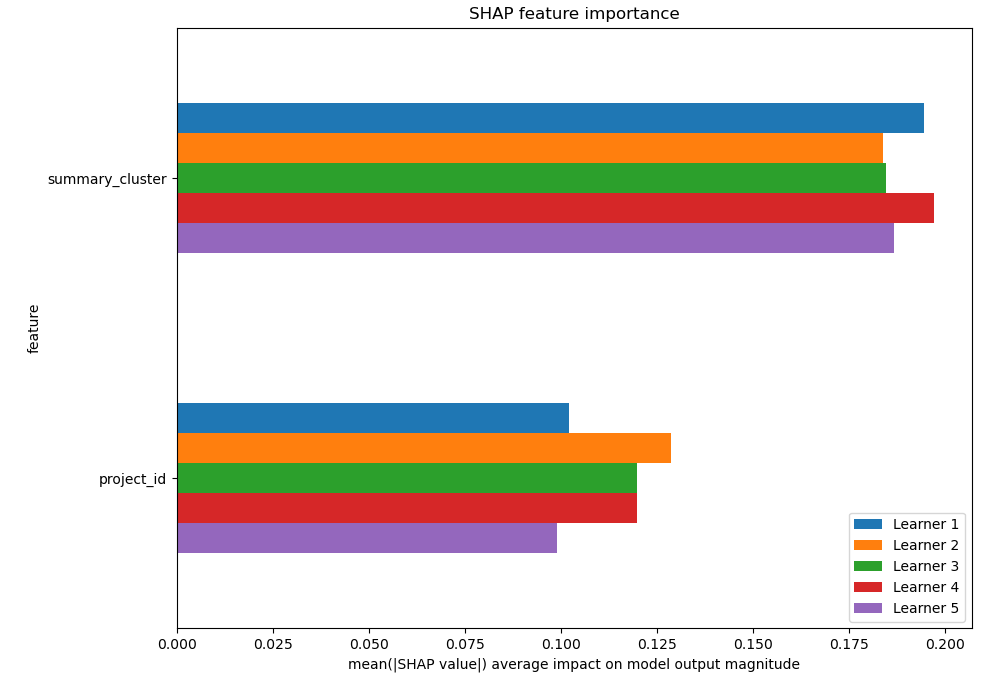 SHAP feature importance
summary_cluster
feature
project_id
Learner 1
Learner 2
Learner 3
Learner 4
Learner 5
0.000 0.025 0.050 0.075 0.100 0.125 0.150 0.175 0.200
mean(|SHAP value|) average impact on model output magnitude